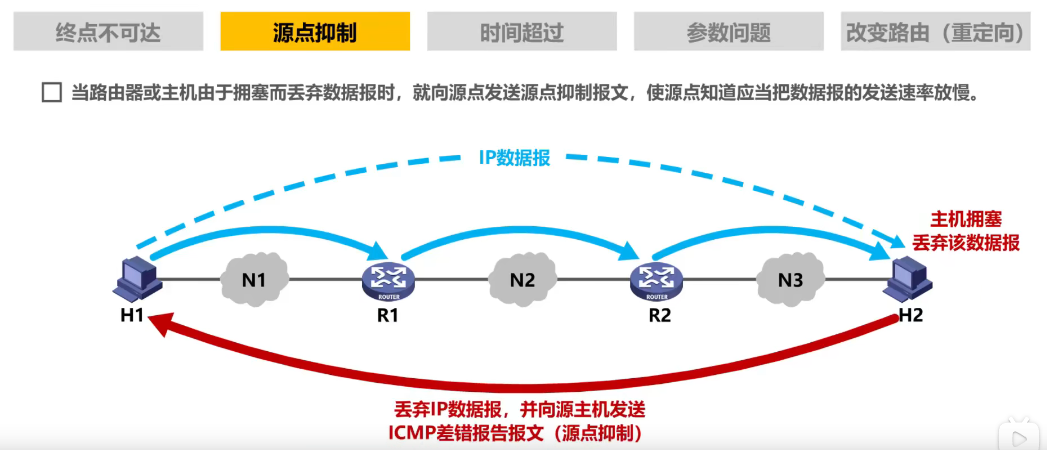 终点不可达
源点抑制
时间超过
参数问题
改变路由（重定向）
当路由器或主机由于拥塞而丢弃数据报时，就向源点发送源点抑制报文，使源点知道应当把数据报的发送速率放慢。
IP数据报
主机拥塞
丢弃该数据报
N1
N2
N3
ROUTER
ROUTER
H1
R1
R2
H2
丢弃IP数据报，并向源主机发送
ICMP差错报告报文（源点抑制）